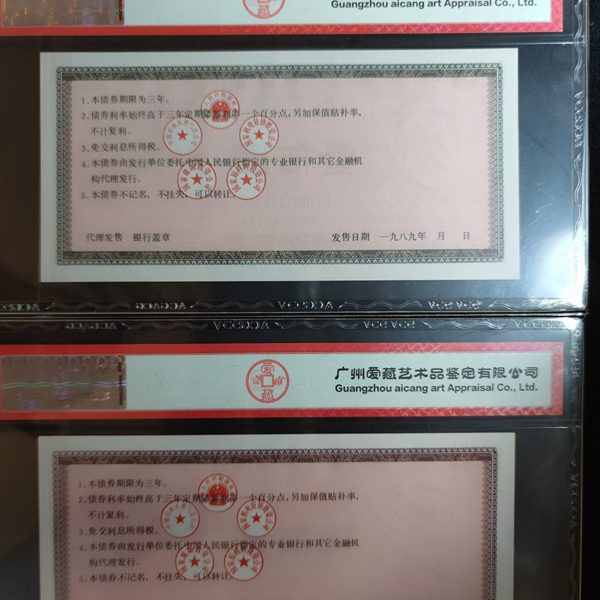 Guangzhou aicang art Appraisal Co., Ltd.
1. 本债券期限为三年。
2. 债券利率始终高于三年定期储蓄利率一个百分点，另加保值贴补率，
不计复利。
3. 免交利息所得税。
4. 本债券由发行单位委托中国人民银行指定的专业银行和其它金融机
构代理发行。
5. 本债券不记名，不挂失，可以转让。
代理发售 银行盖章 发售日期 一九八九年 月 日
广州爱藏艺术品鉴定有限公司
Guangzhou aicang art Appraisal Co., Ltd.
1. 本债券期限为三年。
2. 债券利率始终高于三年定期储蓄利率一个百分点，另加保值贴补率，
不计复利。
3. 免交利息所得税。
4. 本债券由发行单位委托中国人民银行指定的专业银行和其它金融机
构代理发行。
5. 本债券不记名，不挂失，可以转让。